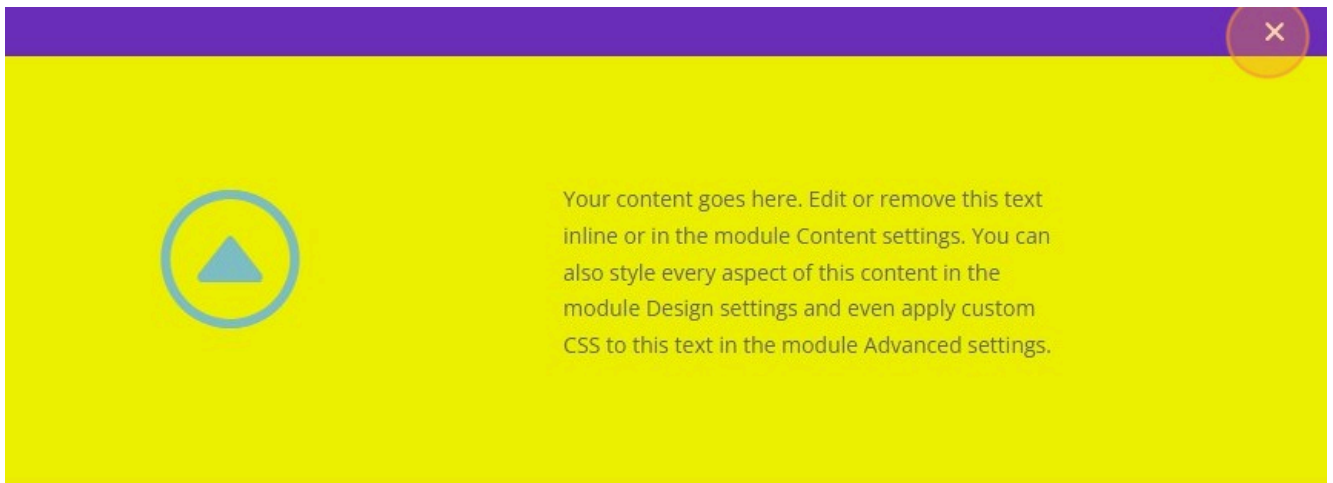 Your content goes here. Edit or remove this text
inline or in the module Content settings. You can
also style every aspect of this content in the
module Design settings and even apply custom
CSS to this text in the module Advanced settings.